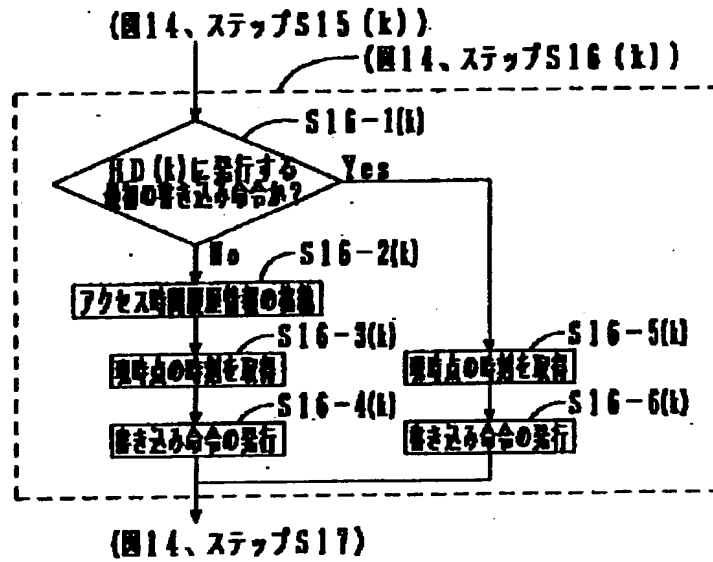 (図14、ステップS15(k))
(図14、ステップS16(k))
S16-1(k)
HD(k)に発行する
最初の書き込み命令か?
Yes
No
S16-2(k)
アクセス時間履歴情報の格納
S16-3(k)
現時点の時刻を取得
S16-4(k)
書き込み命令の発行
S16-5(k)
現時点の時刻を取得
S16-6(k)
書き込み命令の発行
(図14、ステップS17)